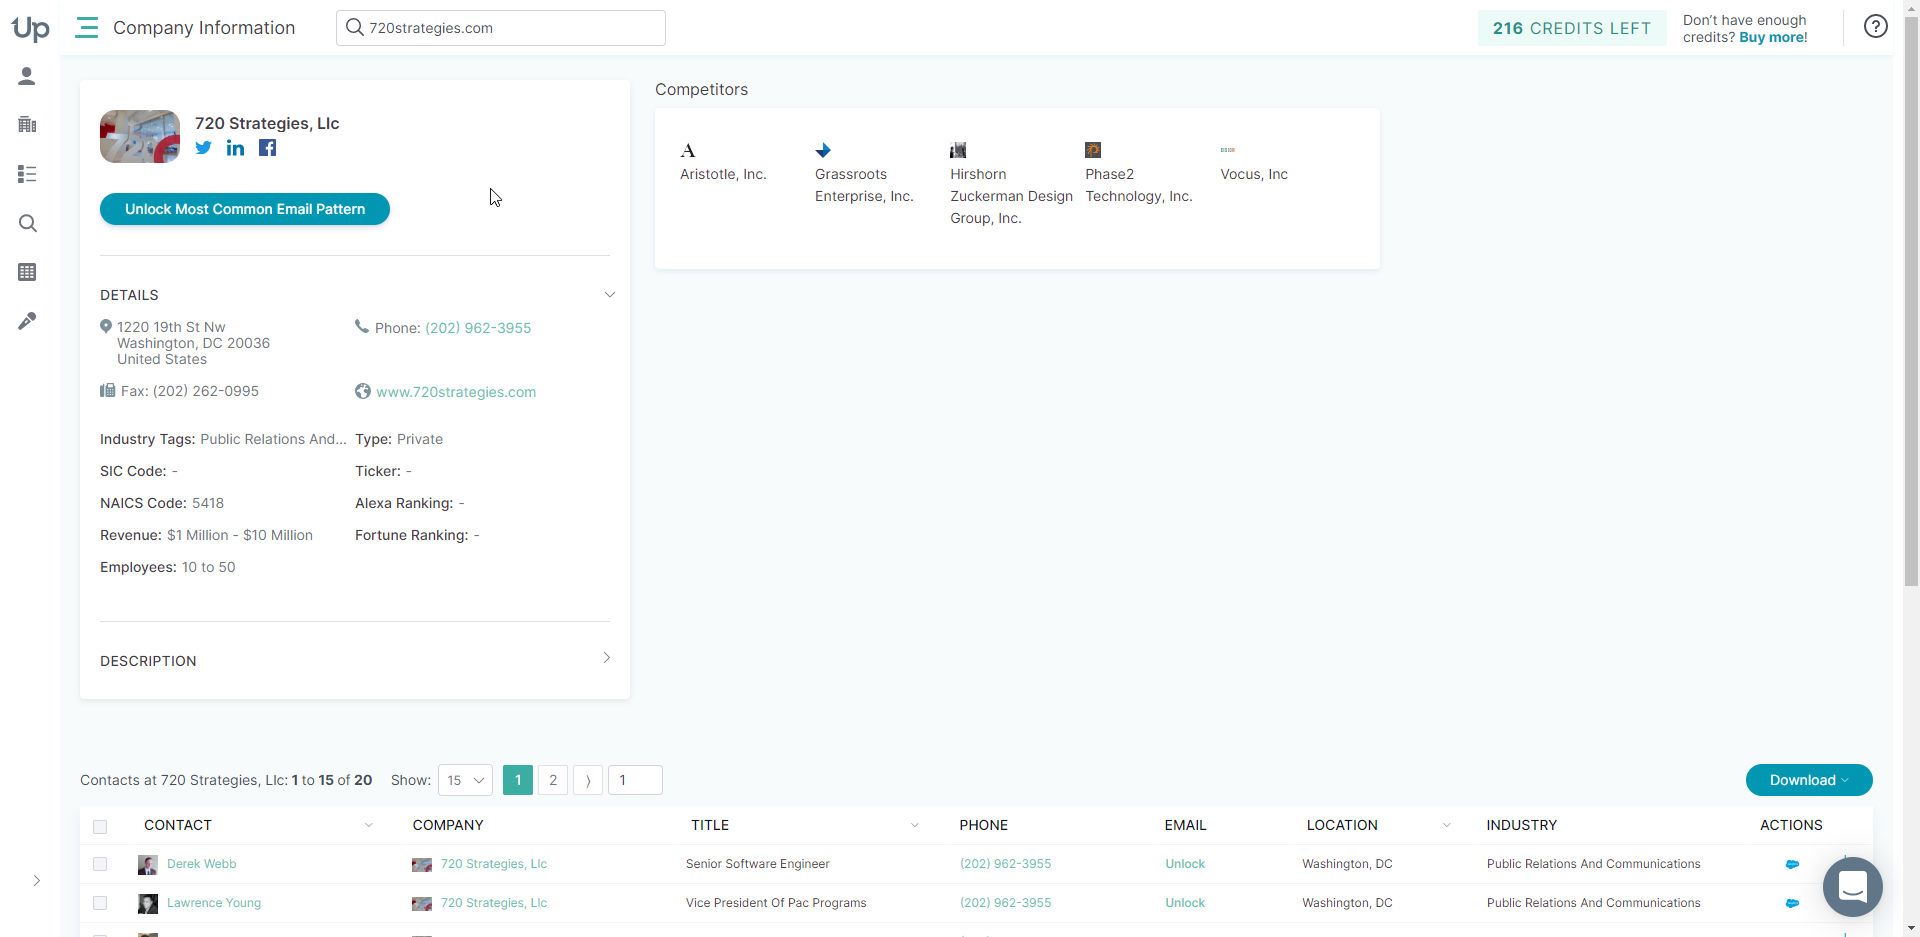 Up
Company Information
720strategies.com
216 CREDITS LEFT
Don't have enough
credits? Buy more!
720 Strategies, Llc
Unlock Most Common Email Pattern
DETAILS
1220 19th St Nw
Washington, DC 20036
United States
Phone: (202) 962-3955
Fax: (202) 262-0995
www.720strategies.com
Industry Tags: Public Relations And...
Type: Private
SIC Code: -
Ticker: -
NAICS Code: 5418
Alexa Ranking: -
Revenue: $1 Million - $10 Million
Fortune Ranking: -
Employees: 10 to 50
DESCRIPTION
Competitors
A
Aristotle, Inc.
Grassroots
Enterprise, Inc.
Hirshorn
Zuckerman Design
Group, Inc.
Phase2
Technology, Inc.
Vocus, Inc
Contacts at 720 Strategies, Llc: 1 to 15 of 20 Show: 15 1 2 ⟩ 1
Download
CONTACT COMPANY TITLE PHONE EMAIL LOCATION INDUSTRY ACTIONS
Derek Webb 720 Strategies, Llc Senior Software Engineer (202) 962-3955 Unlock Washington, DC Public Relations And Communications
Lawrence Young 720 Strategies, Llc Vice President Of Pac Programs (202) 962-3955 Unlock Washington, DC Public Relations And Communications